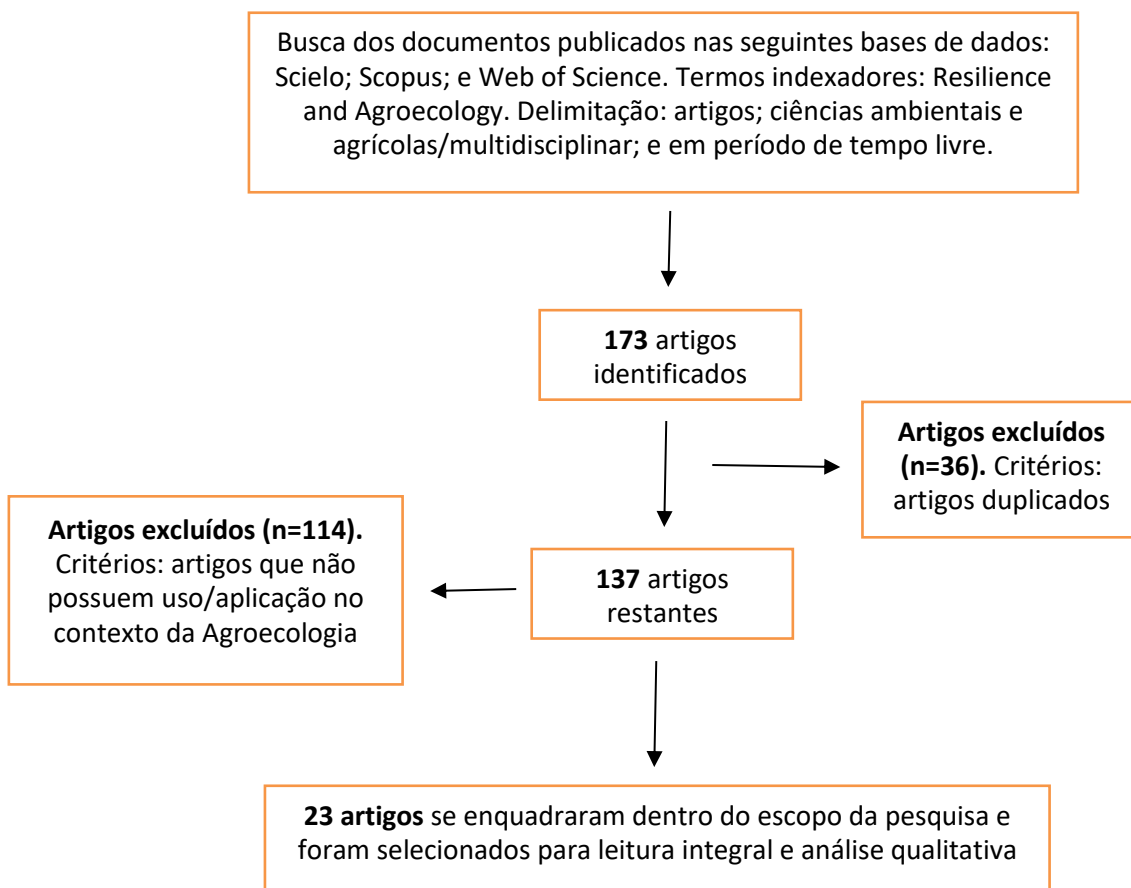 Busca dos documentos publicados nas seguintes bases de dados:
Scielo; Scopus; e Web of Science. Termos indexadores: Resilience
and Agroecology. Delimitação: artigos; ciências ambientais e
agrícolas/multidisciplinar; e em período de tempo livre.
173 artigos
identificados
Artigos excluídos
(n=36). Critérios:
artigos duplicados
Artigos excluídos (n=114).
Critérios: artigos que não
possuem uso/aplicação no
contexto da Agroecologia
137 artigos
restantes
23 artigos se enquadraram dentro do escopo da pesquisa e
foram selecionados para leitura integral e análise qualitativa